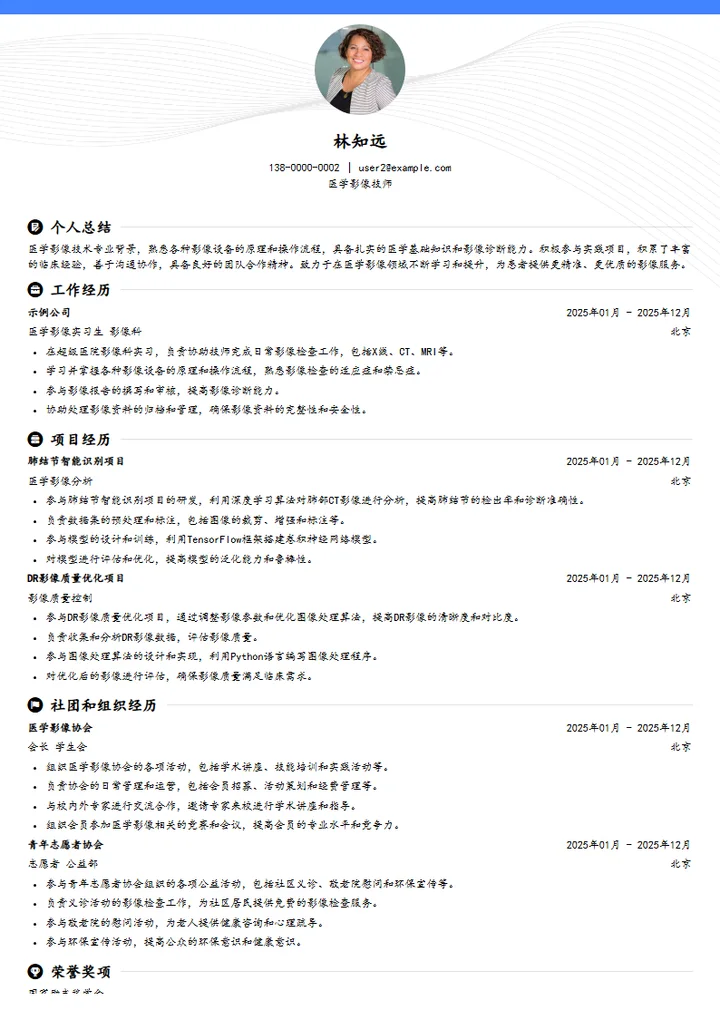 林知远
138-0000-0002 | user2@example.com
医学影像技师
个人总结
医学影像技术专业背景，熟悉各种影像设备的原理和操作流程，具备扎实的医学基础知识和影像诊断能力。积极参与实践项目，积累了丰富
的临床经验，善于沟通协作，具备良好的团队合作精神。致力于在医学影像领域不断学习和提升，为患者提供更精准、更优质的影像服务。
工作经历
示例公司 2025年01月 - 2025年12月
医学影像实习生 影像科 北京
• 在超级医院影像科实习，负责协助技师完成日常影像检查工作，包括X线、CT、MRI等。
• 学习并掌握各种影像设备的原理和操作流程，熟悉影像检查的适应症和禁忌症。
• 参与影像报告的撰写和审核，提高影像诊断能力。
• 协助处理影像资料的归档和管理，确保影像资料的完整性和安全性。
项目经历
肺结节智能识别项目 2025年01月 - 2025年12月
医学影像分析 北京
• 参与肺结节智能识别项目的研发，利用深度学习算法对肺部CT影像进行分析，提高肺结节的检出率和诊断准确性。
• 负责数据集的预处理和标注，包括图像的裁剪、增强和标注等。
• 参与模型的设计和训练，利用TensorFlow框架搭建卷积神经网络模型。
• 对模型进行评估和优化，提高模型的泛化能力和鲁棒性。
DR影像质量优化项目 2025年01月 - 2025年12月
影像质量控制 北京
• 参与DR影像质量优化项目，通过调整影像参数和优化图像处理算法，提高DR影像的清晰度和对比度。
• 负责收集和分析DR影像数据，评估影像质量。
• 参与图像处理算法的设计和实现，利用Python语言编写图像处理程序。
• 对优化后的影像进行评估，确保影像质量满足临床需求。
社团和组织经历
医学影像协会 2025年01月 - 2025年12月
会长 学生会 北京
• 组织医学影像协会的各项活动，包括学术讲座、技能培训和实践活动等。
• 负责协会的日常管理和运营，包括会员招募、活动策划和经费管理等。
• 与校内外专家进行交流合作，邀请专家来校进行学术讲座和指导。
• 组织会员参加医学影像相关的竞赛和会议，提高会员的专业水平和竞争力。
青年志愿者协会 2025年01月 - 2025年12月
志愿者 公益部 北京
• 参与青年志愿者协会组织的各项公益活动，包括社区义诊、敬老院慰问和环保宣传等。
• 负责义诊活动的影像检查工作，为社区居民提供免费的影像检查服务。
• 参与敬老院的慰问活动，为老人提供健康咨询和心理疏导。
• 参与环保宣传活动，提高公众的环保意识和健康意识。
荣誉奖项